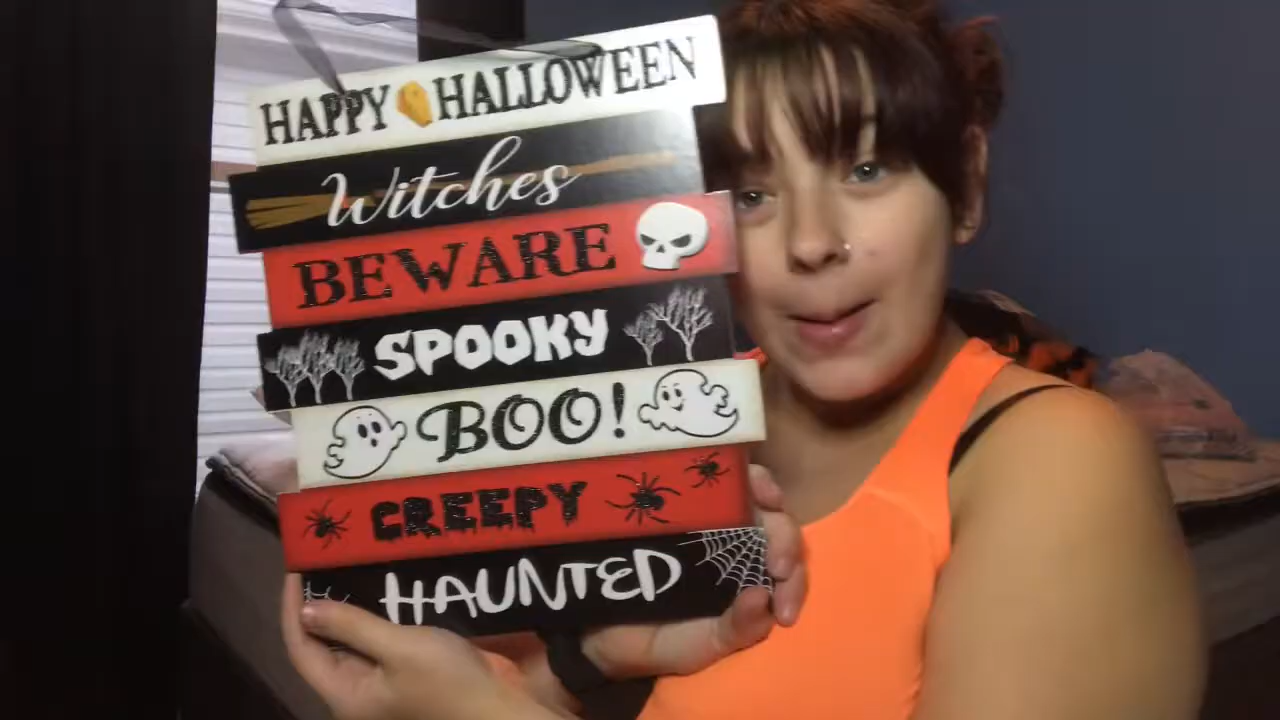 HAPPY HALLOWEEN
Witches
BEWARE
SPOOKY
BOO!
CREEPY
HAUNTED